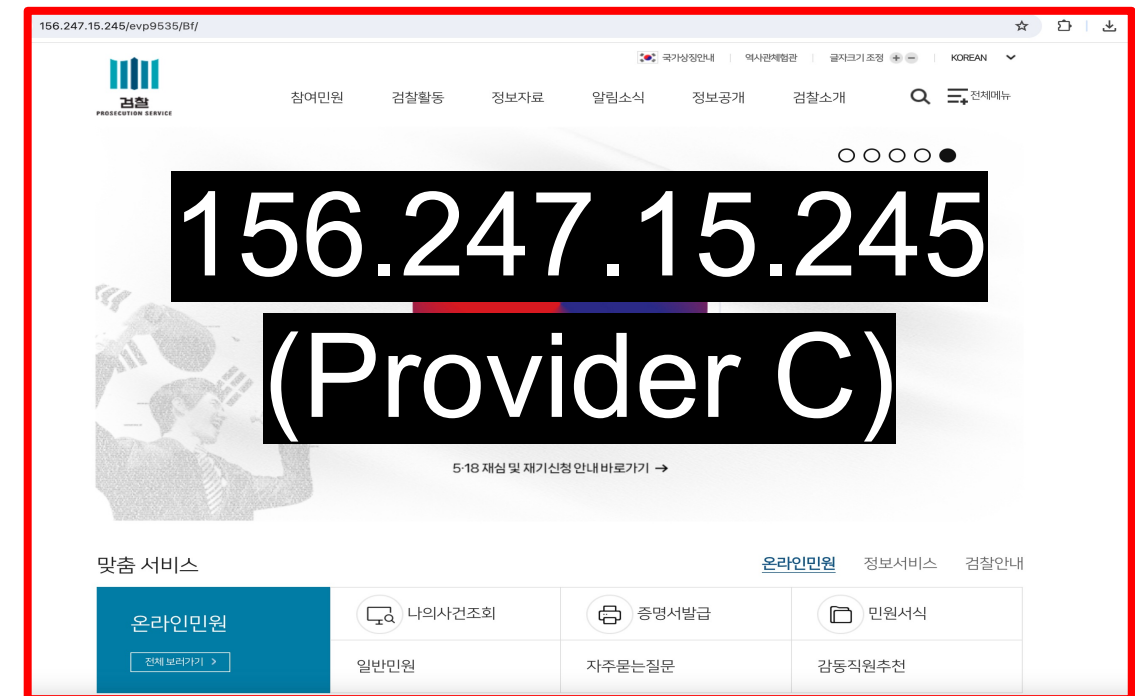 156.247.15.245/evp9535/Bf/
국가상징안내 역사관체험관 글자크기 조정 KOREAN
검찰
PROSECUTION SERVICE
참여민원 검찰활동 정보자료 알림소식 정보공개 검찰소개 전체메뉴
156.247.15.245
(Provider C)
5·18 재심 및 재기신청 안내 바로가기 →
맞춤 서비스
온라인민원 정보서비스 검찰안내
온라인민원
전체 보러가기 >
나의사건조회 증명서발급 민원서식
일반민원 자주묻는질문 감동직원추천